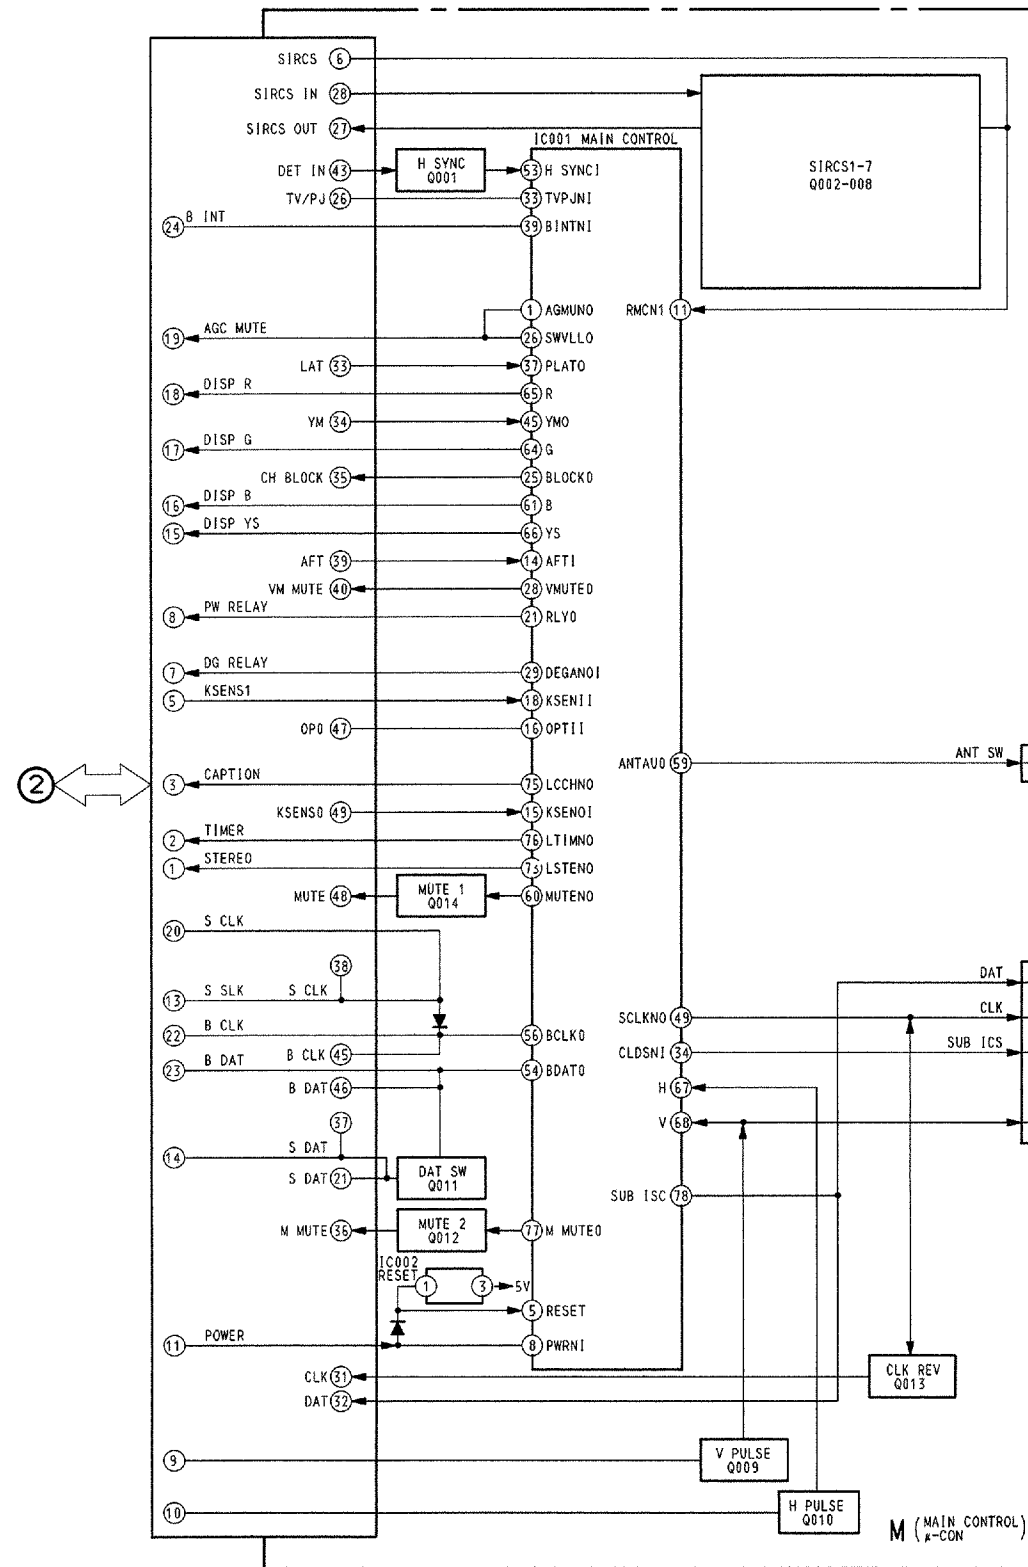 SIRCS 6
SIRCS IN 28
SIRCS OUT 27
IC001 MAIN CONTROL
SIRCS1-7
Q002-008
DET IN 43
H SYNC
Q001
53 H SYNCI
TV/PJ 26
33 TVPJNI
24 B INT
39 BINTNI
1 AGMUNO
RMCN1 11
19 AGC MUTE
26 SWVLLO
LAT 33
37 PLATO
18 DISP R
65 R
YM 34
45 YMO
17 DISP G
64 G
CH BLOCK 35
25 BLOCKO
16 DISP B
61 B
15 DISP YS
66 YS
AFT 39
14 AFTI
VM MUTE 40
28 VMUTEO
8 PW RELAY
21 RLYO
7 DG RELAY
29 DEGANOI
5 KSENS1
18 KSENII
OPO 47
16 OPTII
ANTAUO 59
ANT SW
2
3 CAPTION
75 LCCHNO
KSENSO 49
15 KSENOI
2 TIMER
76 LTIMNO
1 STEREO
73 LSTENO
MUTE 48
MUTE 1
Q014
60 MUTENO
20 S CLK
38
13 S SLK
S CLK
DAT
22 B CLK
56 BCLKO
SCLKNO 49
CLK
B CLK 45
CLDSNI 34
SUB ICS
23 B DAT
54 BDATO
B DAT 46
H 67
37
V 68
14 S DAT
S DAT 21
DAT SW
Q011
SUB ISC 78
M MUTE 36
MUTE 2
Q012
77 M MUTEO
IC002
RESET
1
3
5V
5 RESET
11 POWER
8 PWRNI
CLK 31
CLK REV
Q013
DAT 32
9
V PULSE
Q009
10
H PULSE
Q010
M (MAIN CONTROL)
μ-CON